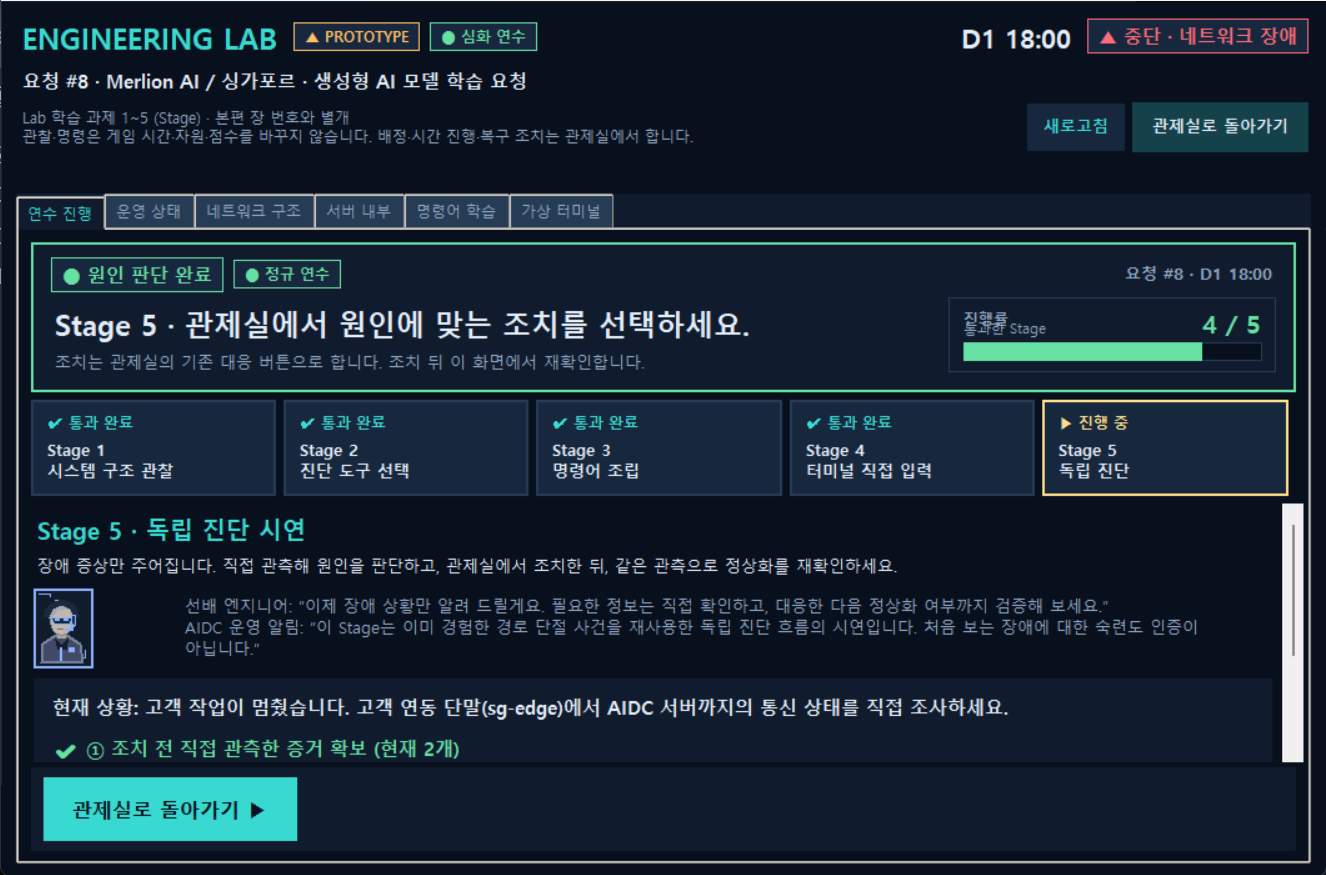 ENGINEERING LAB ▲ PROTOTYPE ● 심화 연수
D1 18:00 ▲ 중단 · 네트워크 장애
요청 #8 · Merlion AI / 싱가포르 · 생성형 AI 모델 학습 요청
Lab 학습 과제 1~5 (Stage) · 본편 장 번호와 별개
관찰·명령은 게임 시간·자원·점수를 바꾸지 않습니다. 배정·시간 진행·복구 조치는 관제실에서 합니다.
새로고침 관제실로 돌아가기
연수 진행 운영 상태 네트워크 구조 서버 내부 명령어 학습 가상 터미널
● 원인 판단 완료 ● 정규 연수
요청 #8 · D1 18:00
Stage 5 · 관제실에서 원인에 맞는 조치를 선택하세요.
조치는 관제실의 기존 대응 버튼으로 합니다. 조치 뒤 이 화면에서 재확인합니다.
진행률
통과한 Stage
4 / 5
✔ 통과 완료
Stage 1
시스템 구조 관찰
✔ 통과 완료
Stage 2
진단 도구 선택
✔ 통과 완료
Stage 3
명령어 조립
✔ 통과 완료
Stage 4
터미널 직접 입력
▶ 진행 중
Stage 5
독립 진단
Stage 5 · 독립 진단 시연
장애 증상만 주어집니다. 직접 관측해 원인을 판단하고, 관제실에서 조치한 뒤, 같은 관측으로 정상화를 재확인하세요.
선배 엔지니어: “이제 장애 상황만 알려 드릴게요. 필요한 정보는 직접 확인하고, 대응한 다음 정상화 여부까지 검증해 보세요.”
AIDC 운영 알림: “이 Stage는 이미 경험한 경로 단절 사건을 재사용한 독립 진단 흐름의 시연입니다. 처음 보는 장애에 대한 숙련도 인증이
아닙니다.”
현재 상황: 고객 작업이 멈췄습니다. 고객 연동 단말(sg-edge)에서 AIDC 서버까지의 통신 상태를 직접 조사하세요.
✔ ① 조치 전 직접 관측한 증거 확보 (현재 2개)
관제실로 돌아가기 ▶